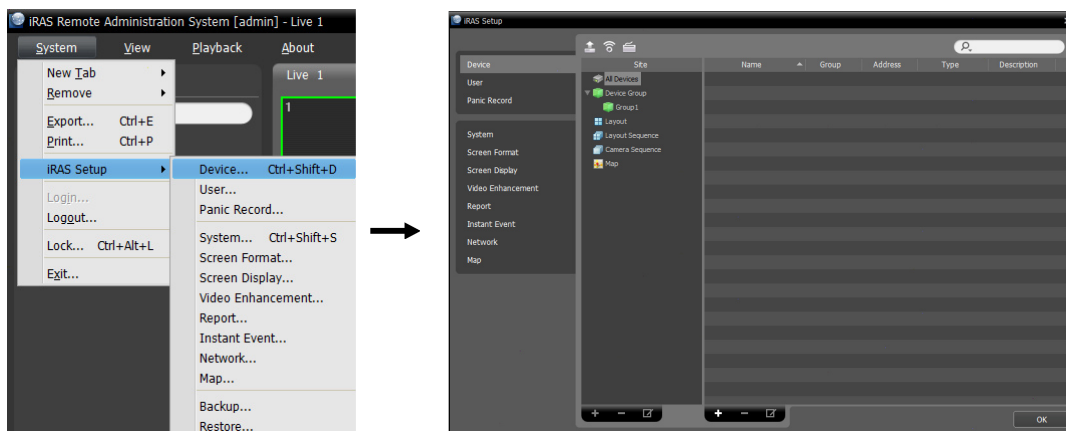 iRAS Remote Administration System [admin] - Live 1
System View Playback About
New Tab
Remove
Export... Ctrl+E
Print... Ctrl+P
iRAS Setup
Login...
Logout...
Lock... Ctrl+Alt+L
Exit...
Live 1
1
Device... Ctrl+Shift+D
User...
Panic Record...
System... Ctrl+Shift+S
Screen Format...
Screen Display...
Video Enhancement...
Report...
Instant Event...
Network...
Map...
Backup...
Restore...
iRAS Setup
Device
User
Panic Record
System
Screen Format
Screen Display
Video Enhancement
Report
Instant Event
Network
Map
Site
All Devices
Device Group
Group1
Layout
Layout Sequence
Camera Sequence
Map
Name Group Address Type Description
OK